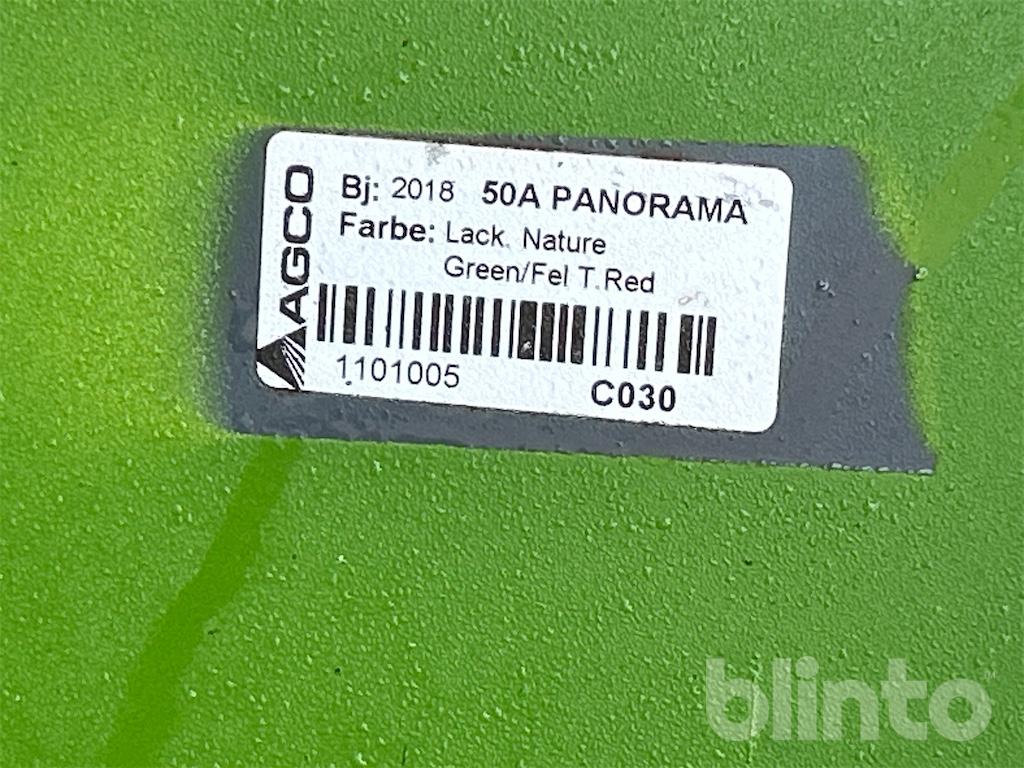 AGCO
Bj: 2018 50A PANORAMA
Farbe: Lack. Nature
Green/Fel T.Red
1101005
C030
blinto